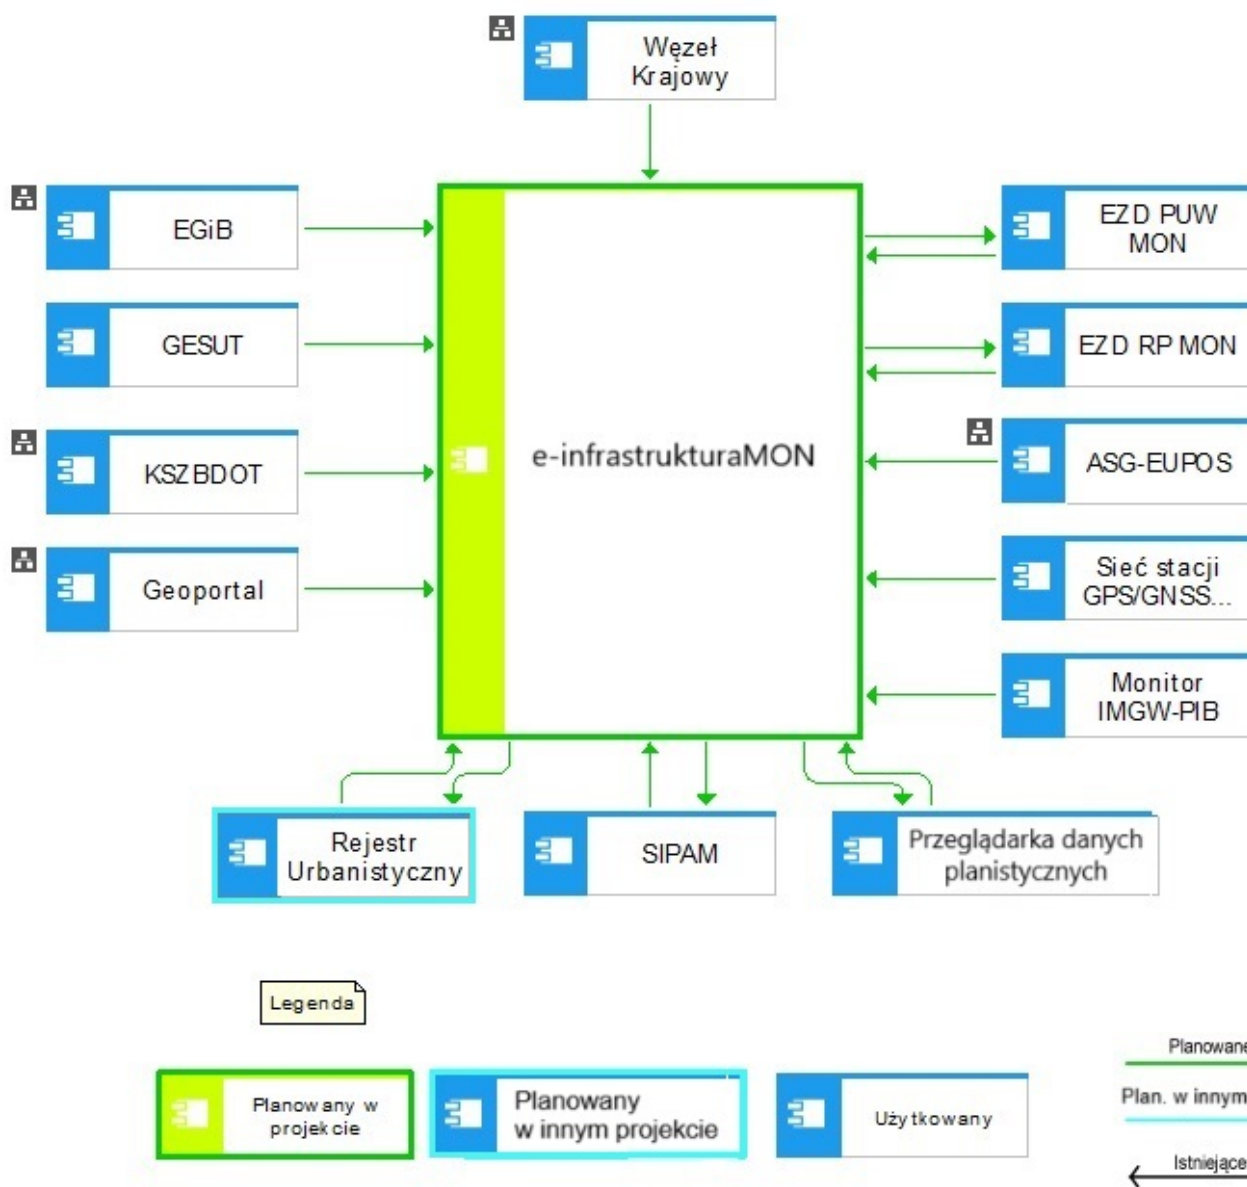 Węzeł
Krajowy
EGiB
GESUT
KSZBDOT
Geoportal
e-infrastrukturaMON
EZD PUW
MON
EZD RP MON
ASG-EUPOS
Sieć stacji
GPS/GNSS...
Monitor
IMGW-PIB
Rejestr
Urbanistyczny
SIPAM
Przeglądarka danych
planistycznych
Legenda
Planowany w
projekcie
Planowany
w innym projekcie
Użytkowany
Planowane
Plan. w innym
Istniejące